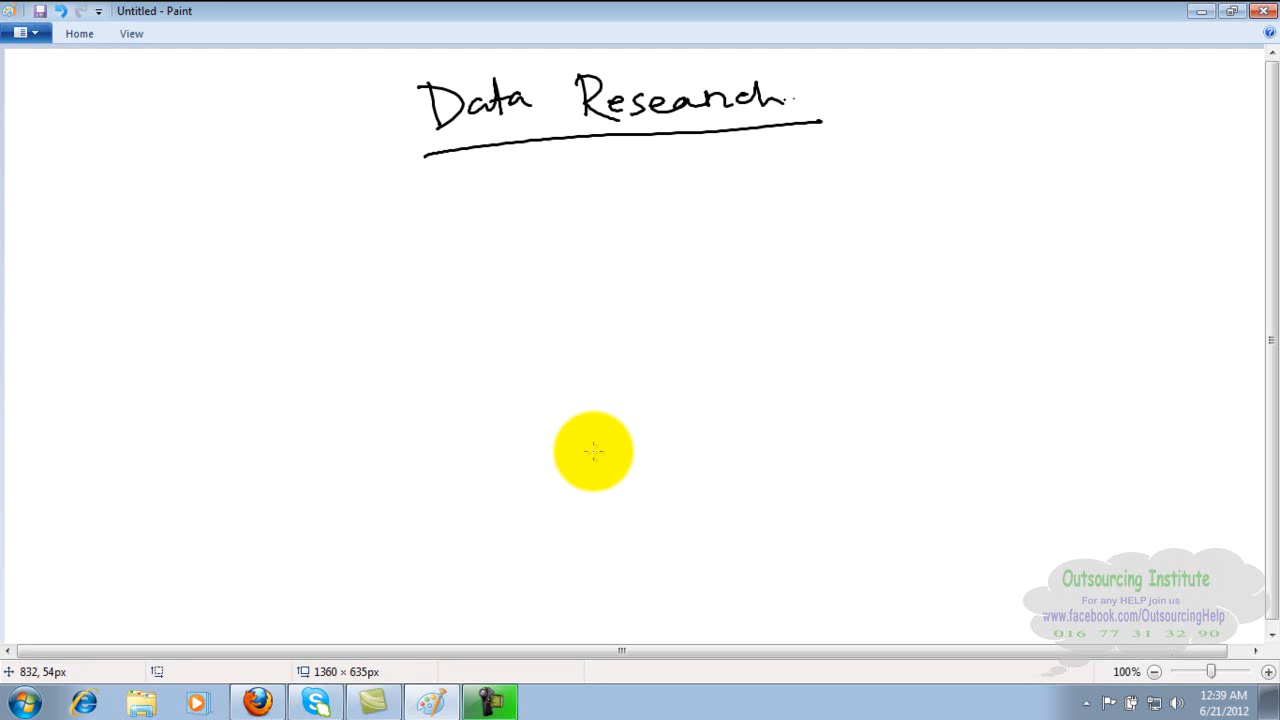 Untitled - Paint
Home View
Data Research
Outsourcing Institute
For any HELP join us
www.facebook.com/OutsourcingHelp
016 77 31 32 90
832, 54px
1360 × 635px
100%
12:39 AM
6/21/2012